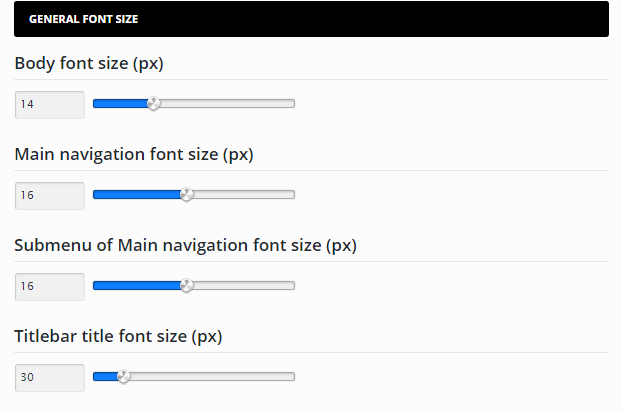 GENERAL FONT SIZE
Body font size (px)
14
Main navigation font size (px)
16
Submenu of Main navigation font size (px)
16
Titlebar title font size (px)
30